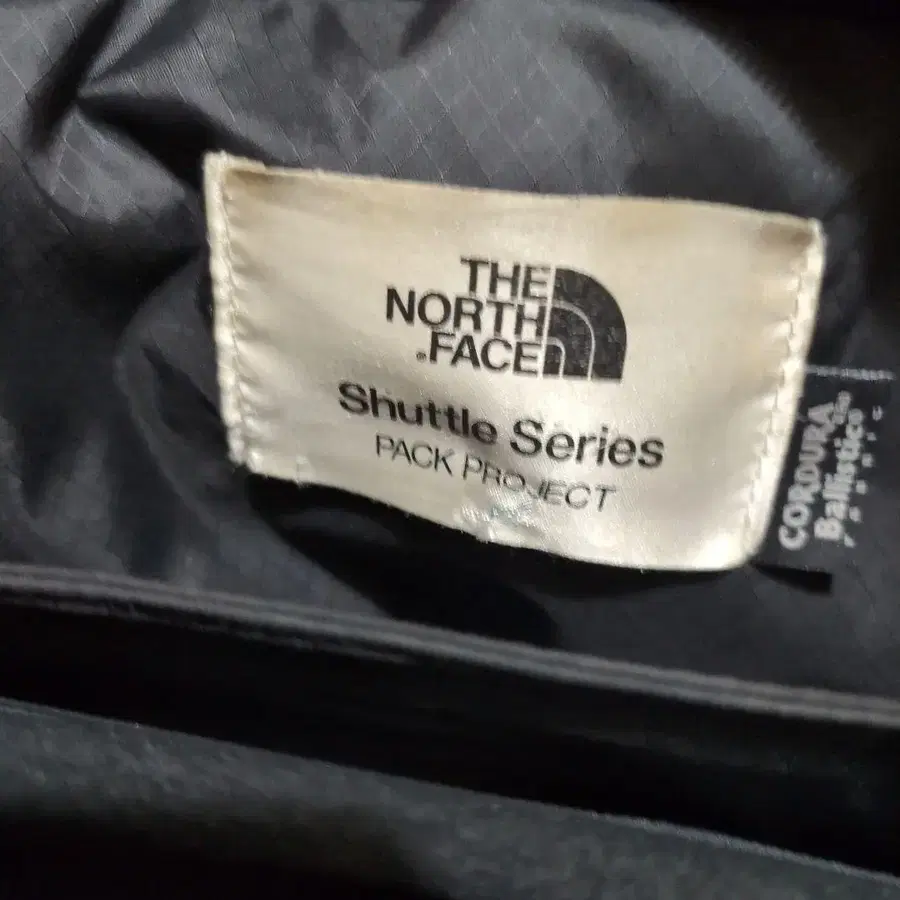 THE
NORTH
FACE
Shuttle Series
PACK PROJECT
CORDURA
Ballistic